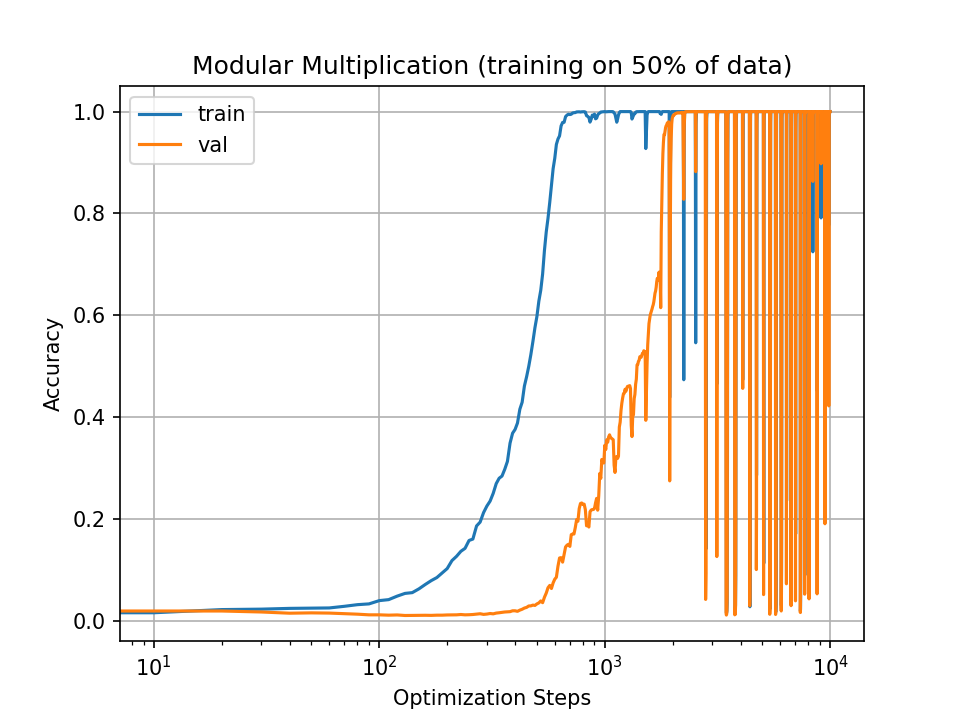 Modular Multiplication (training on 50% of data)
train
val
1.0
0.8
0.6
0.4
0.2
0.0
Accuracy
10¹
10²
10³
10⁴
Optimization Steps